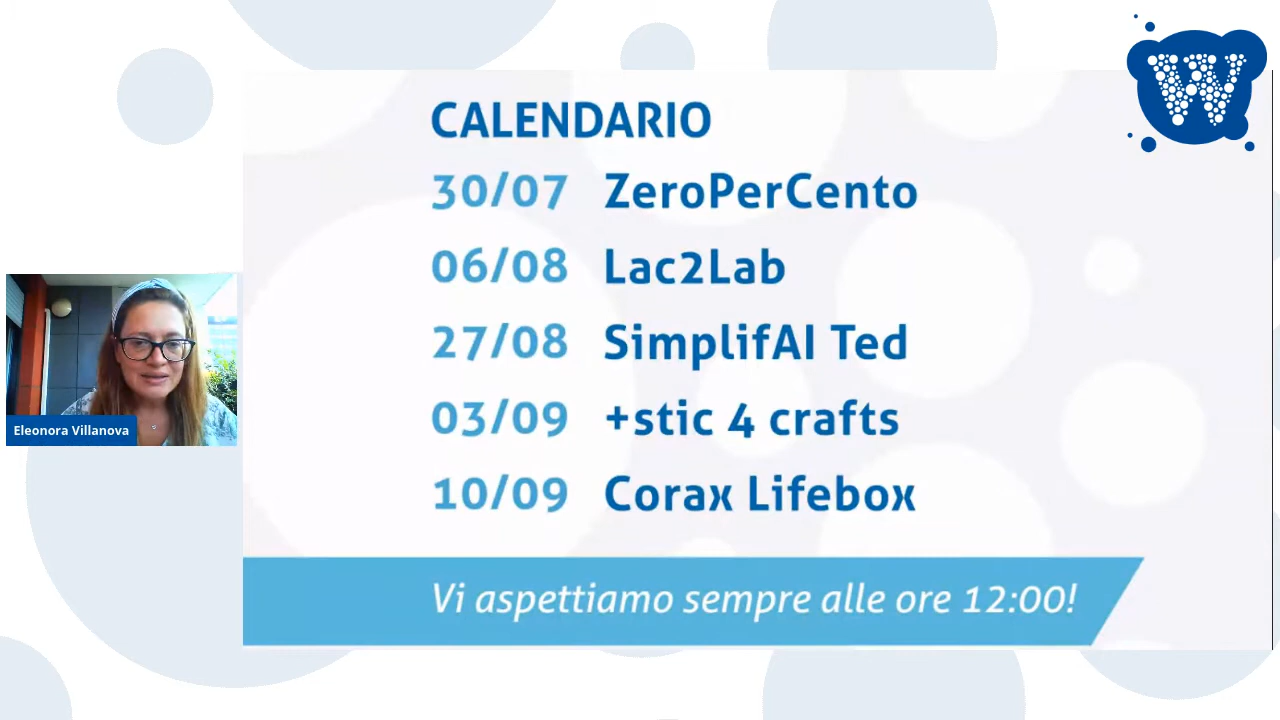 W
CALENDARIO
30/07 ZeroPerCento
06/08 Lac2Lab
27/08 SimplifAI Ted
03/09 +stic 4 crafts
10/09 Corax Lifebox
Vi aspettiamo sempre alle ore 12:00!
Eleonora Villanova